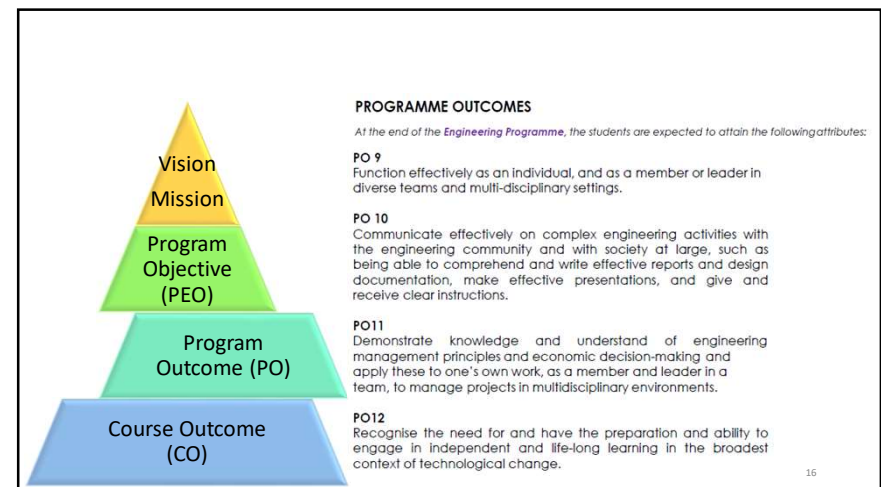 Vision
Mission
Program
Objective
(PEO)
Program
Outcome (PO)
Course Outcome
(CO)
PROGRAMME OUTCOMES
At the end of the Engineering Programme, the students are expected to attain the followingattributes:
PO 9
Function effectively as an individual, and as a member or leader in
diverse teams and multi-disciplinary settings.
PO 10
Communicate effectively on complex engineering activities with
the engineering community and with society at large, such as
being able to comprehend and write effective reports and design
documentation, make effective presentations, and give and
receive clear instructions.
PO11
Demonstrate knowledge and understand of engineering
management principles and economic decision-making and
apply these to one's own work, as a member and leader in a
team, to manage projects in multidisciplinary environments.
PO12
Recognise the need for and have the preparation and ability to
engage in independent and life-long learning in the broadest
context of technological change.
16